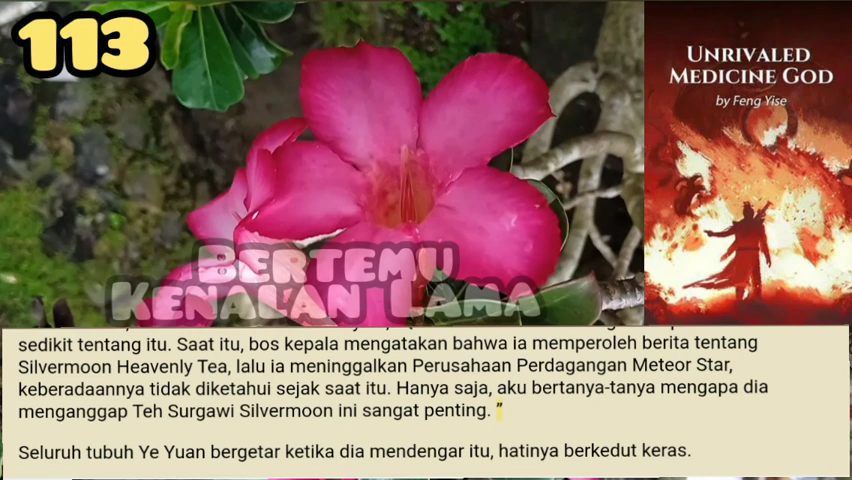 113
UNRIVALED
MEDICINE GOD
by Feng Yise
BERTEMU
KENALAN LAMA
sedikit tentang itu. Saat itu, bos kepala mengatakan bahwa ia memperoleh berita tentang
Silvermoon Heavenly Tea, lalu ia meninggalkan Perusahaan Perdagangan Meteor Star,
keberadaannya tidak diketahui sejak saat itu. Hanya saja, aku bertanya-tanya mengapa dia
menganggap Teh Surgawi Silvermoon ini sangat penting. ”
Seluruh tubuh Ye Yuan bergetar ketika dia mendengar itu, hatinya berkedut keras.